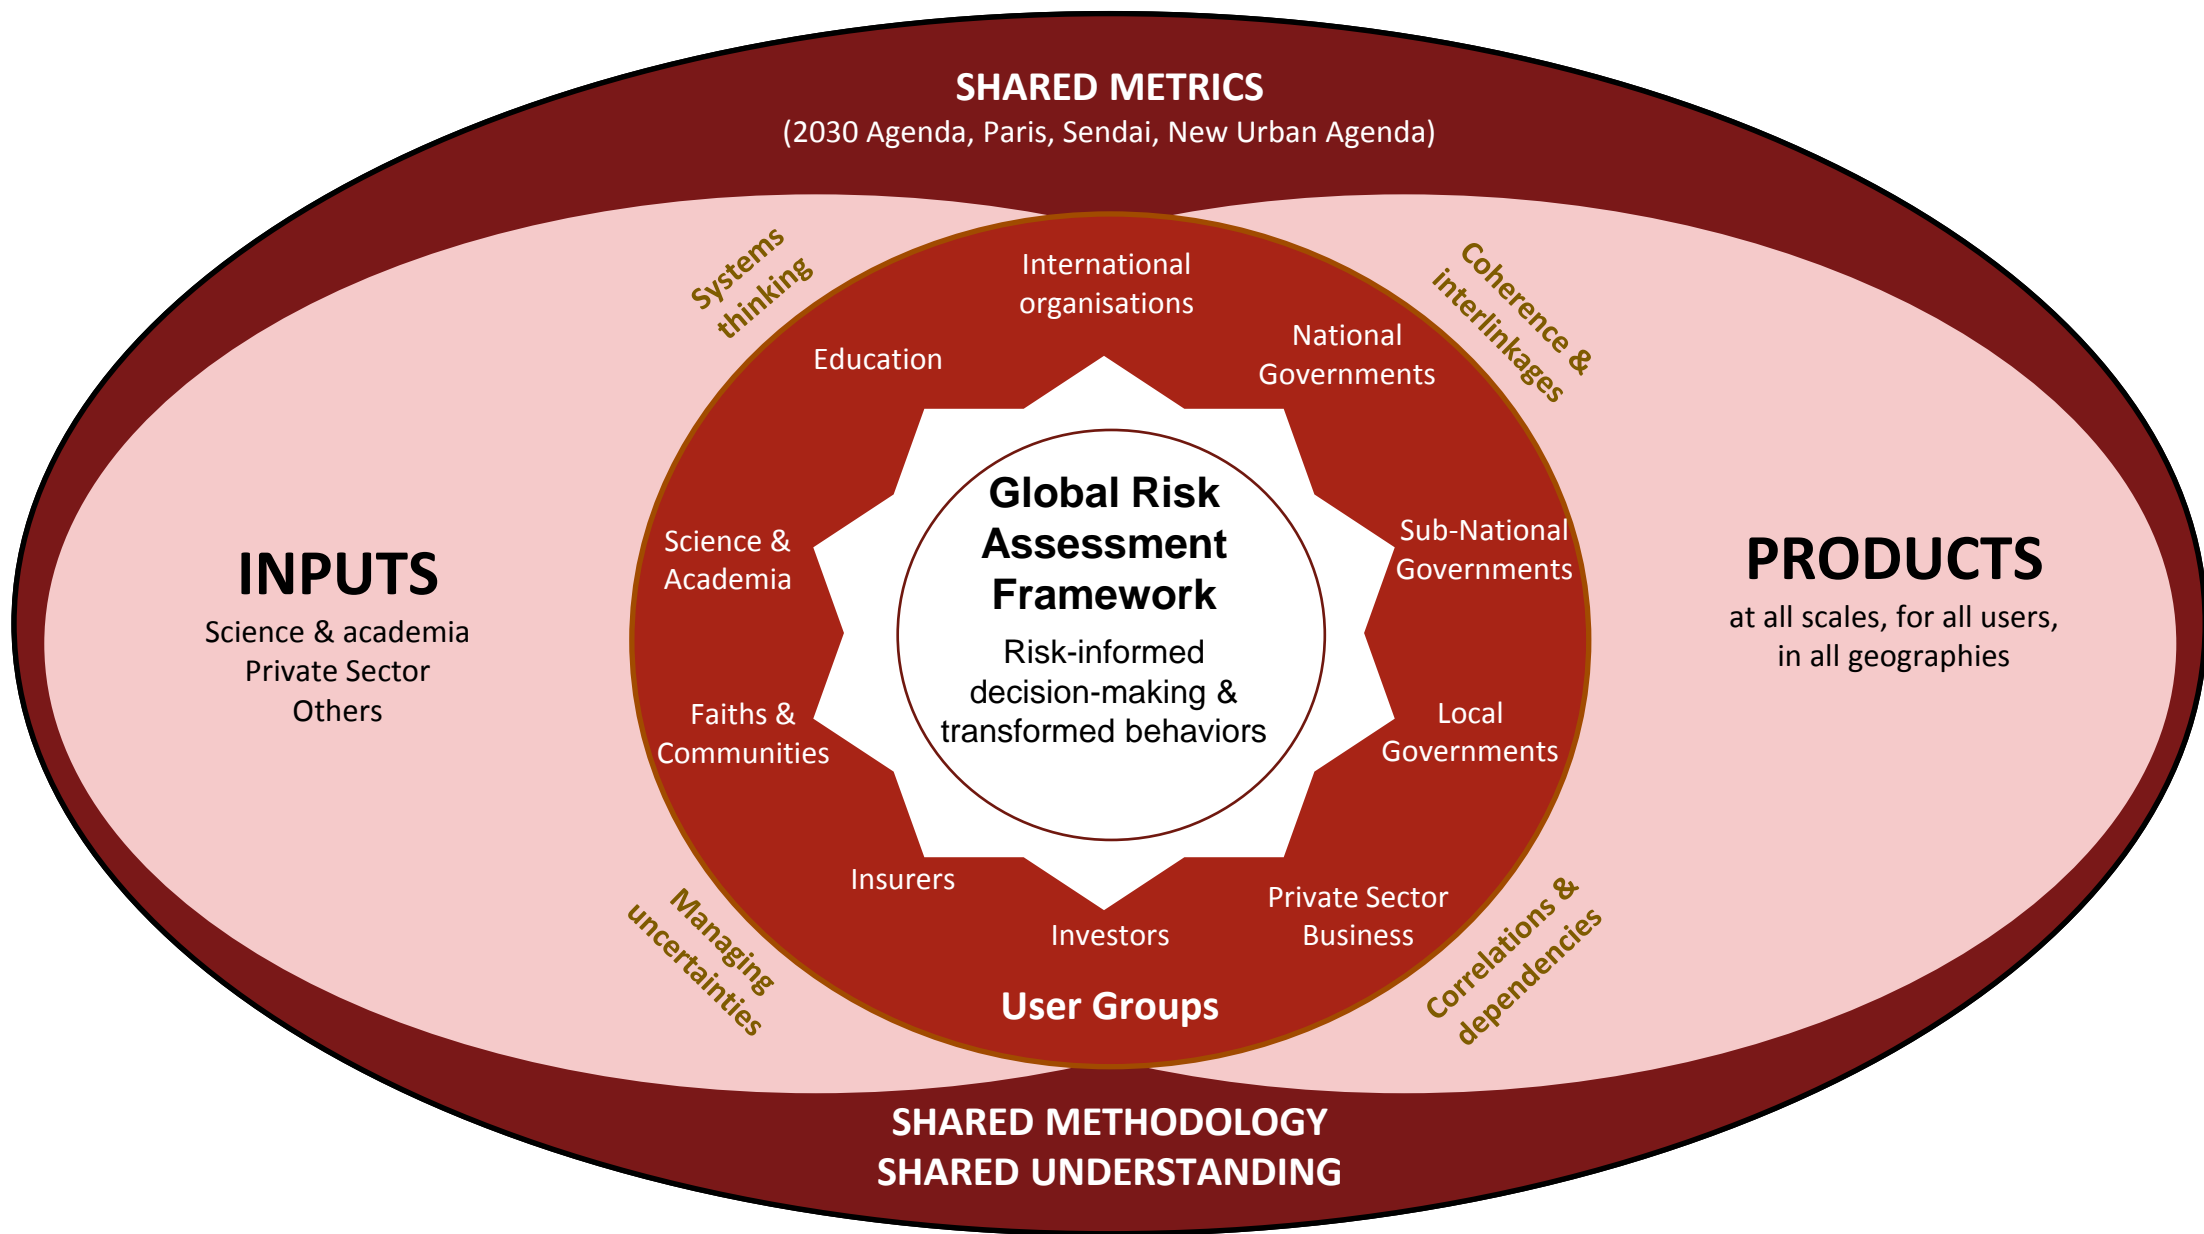 SHARED METRICS
(2030 Agenda, Paris, Sendai, New Urban Agenda)
Systems
thinking
Coherence &
interlinkages
International
organisations
National
Governments
Education
Sub-National
Governments
Science &
Academia
Local
Governments
Faiths &
Communities
Private Sector
Business
Insurers
Investors
User Groups
Global Risk
Assessment
Framework
Risk-informed
decision-making &
transformed behaviors
INPUTS
Science & academia
Private Sector
Others
PRODUCTS
at all scales, for all users,
in all geographies
Managing
uncertainties
Correlations &
dependencies
SHARED METHODOLOGY
SHARED UNDERSTANDING